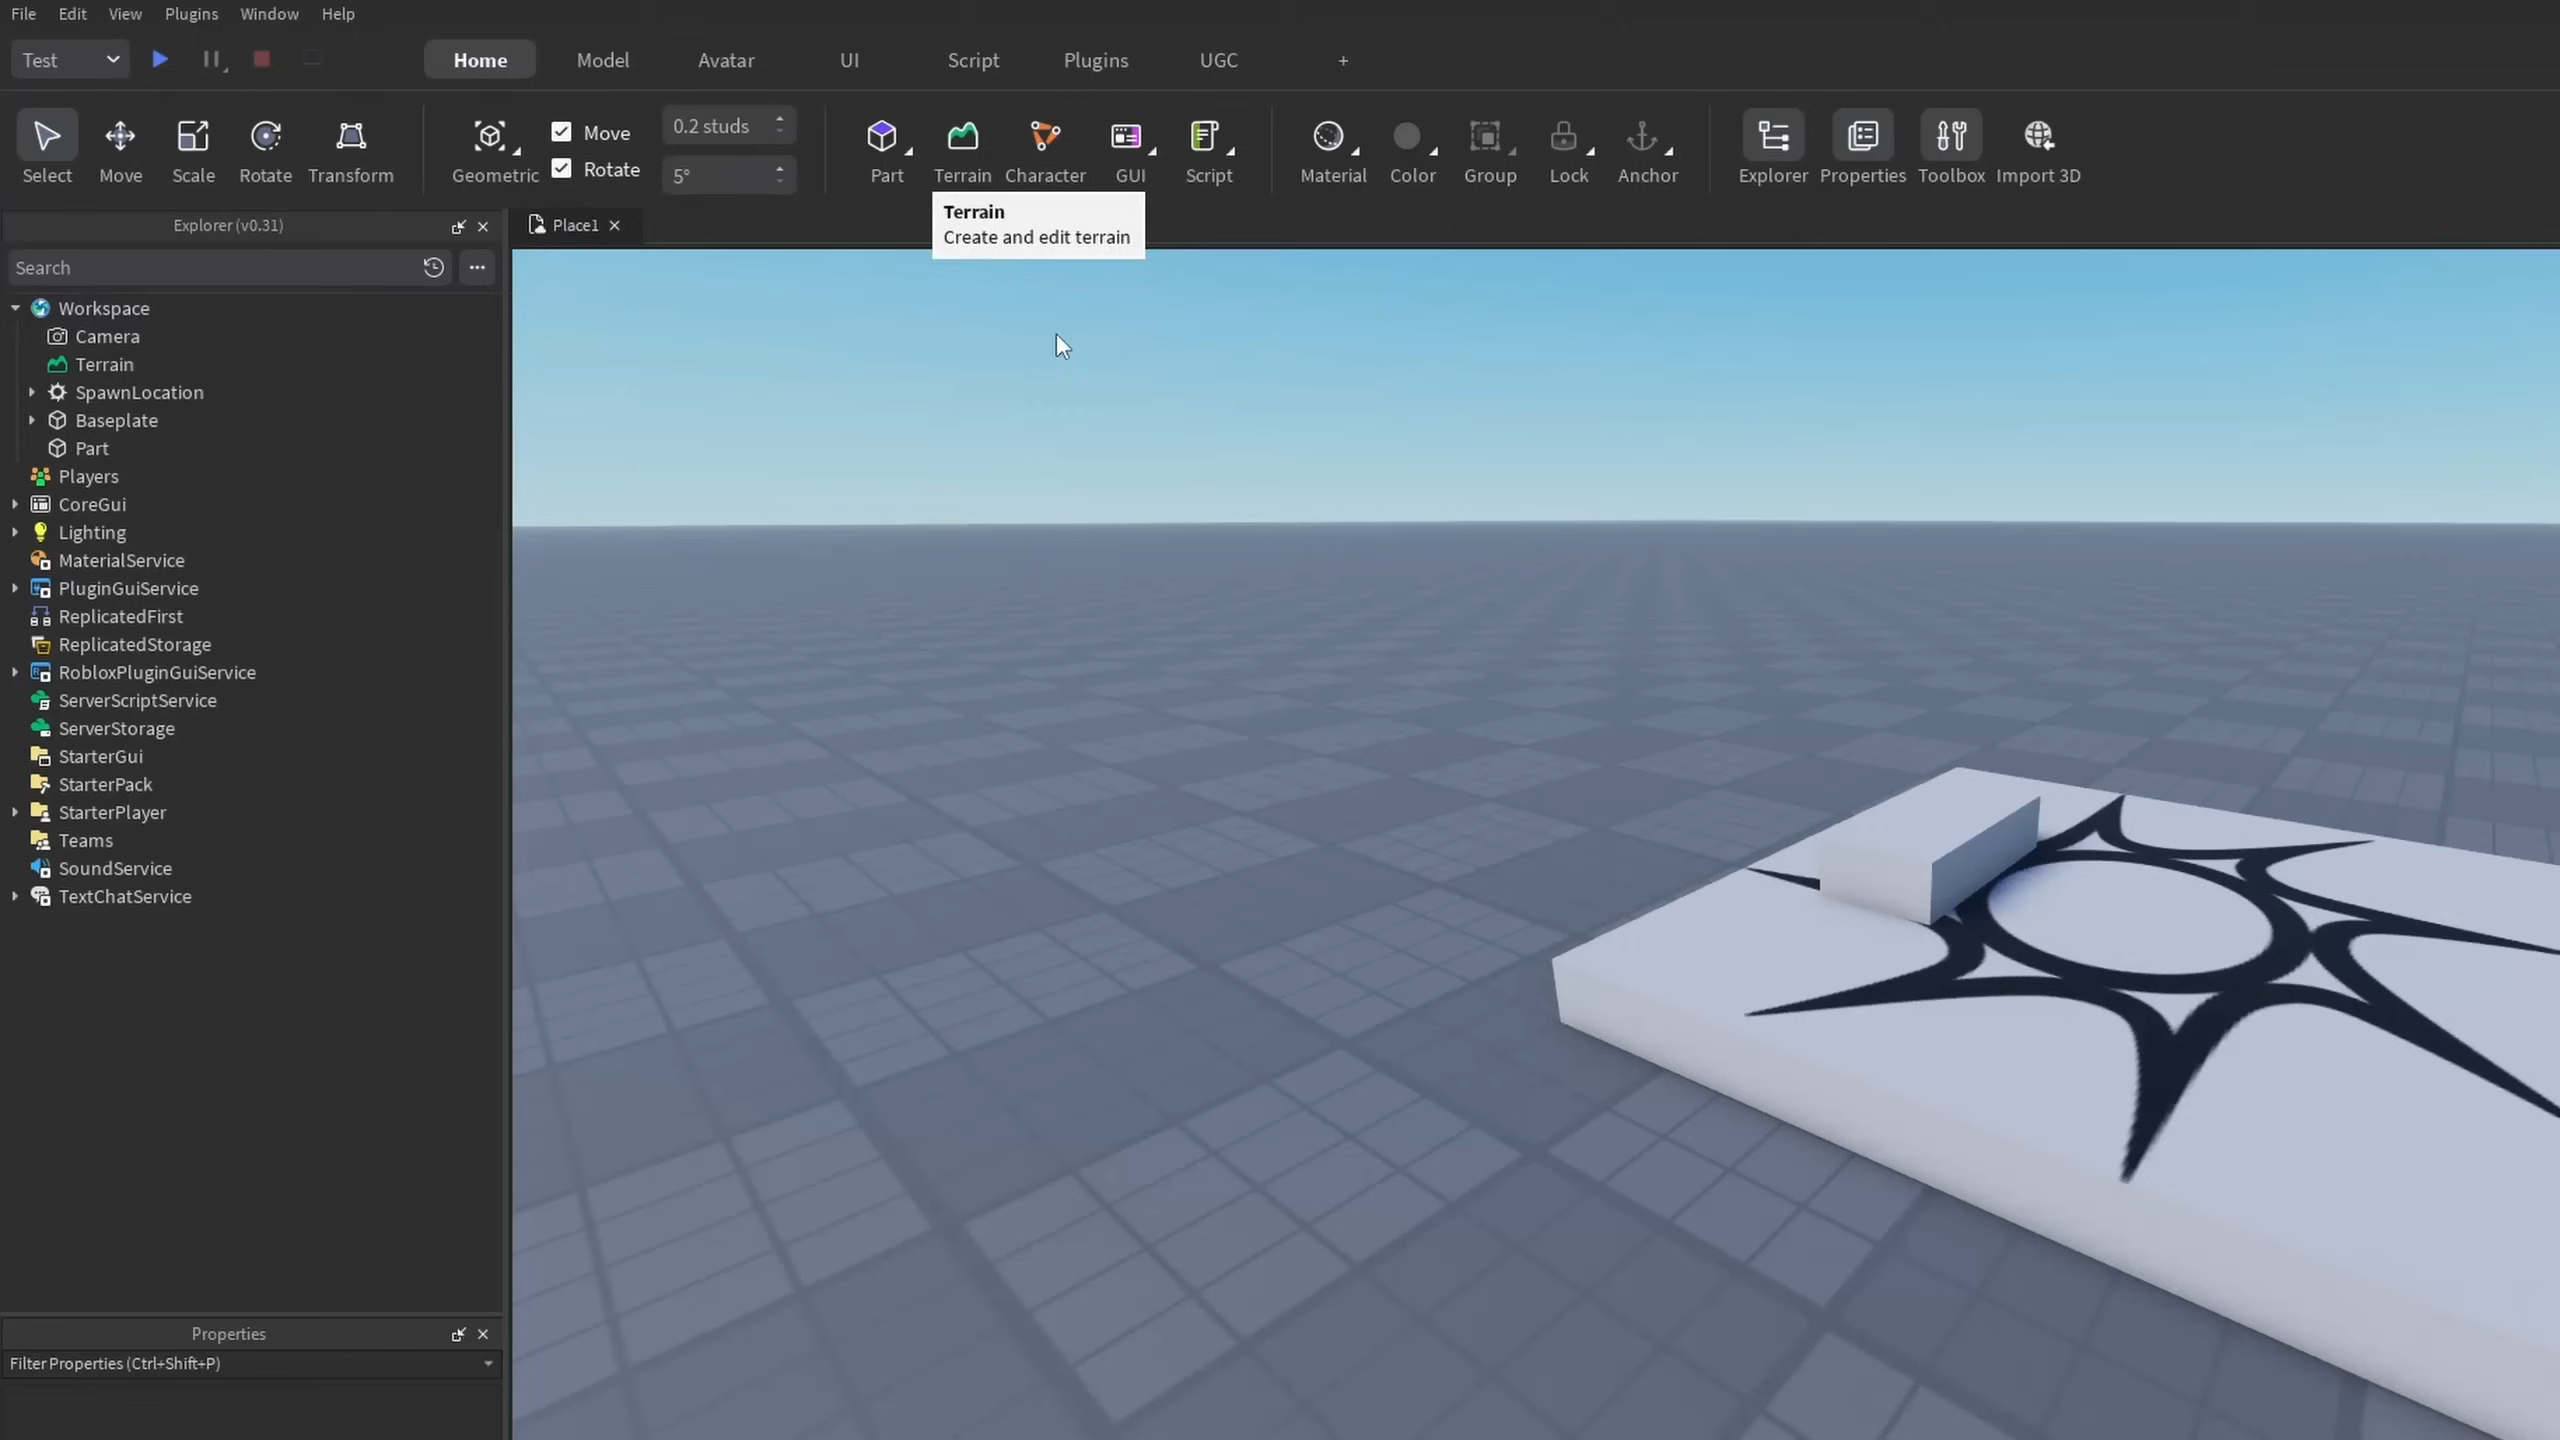 File Edit View Plugins Window Help
Test Home Model Avatar UI Script Plugins UGC +
Move 0.2 studs
Rotate 5°
Select Move Scale Rotate Transform Geometric Part Terrain Character GUI Script Material Color Group Lock Anchor Explorer Properties Toolbox Import 3D
Terrain
Create and edit terrain
Explorer (v0.31)
Place1
Search
Workspace
Camera
Terrain
SpawnLocation
Baseplate
Part
Players
CoreGui
Lighting
MaterialService
PluginGuiService
ReplicatedFirst
ReplicatedStorage
RobloxPluginGuiService
ServerScriptService
ServerStorage
StarterGui
StarterPack
StarterPlayer
Teams
SoundService
TextChatService
Properties
Filter Properties (Ctrl+Shift+P)